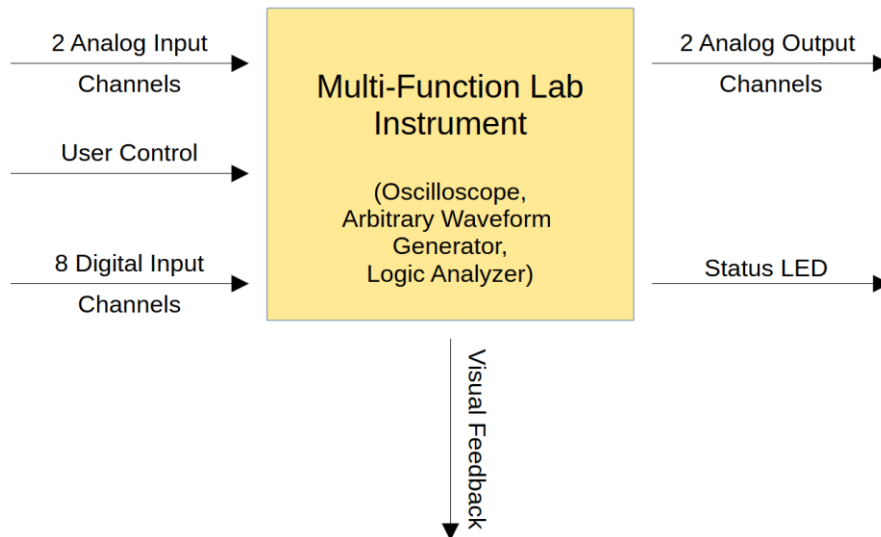 2 Analog Input
Channels
User Control
8 Digital Input
Channels
Multi-Function Lab
Instrument
(Oscilloscope,
Arbitrary Waveform
Generator,
Logic Analyzer)
2 Analog Output
Channels
Status LED
Visual Feedback